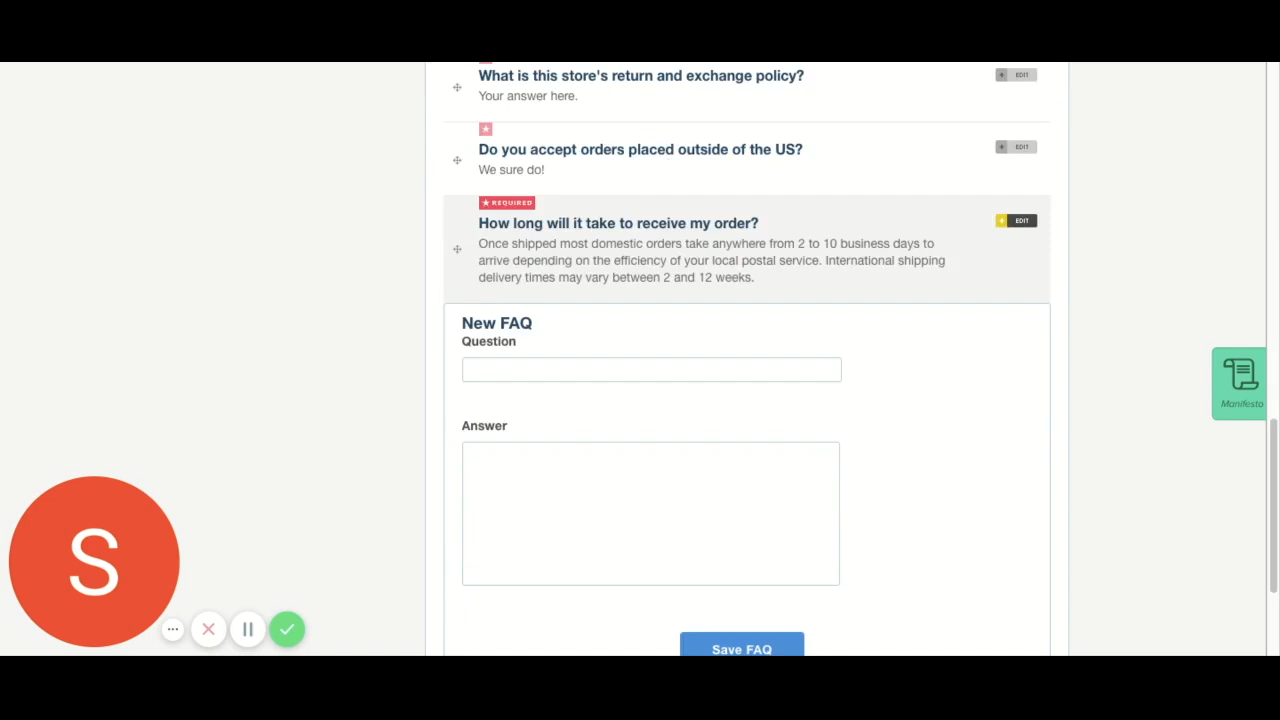 What is this store's return and exchange policy?
EDIT
Your answer here.
Do you accept orders placed outside of the US?
EDIT
We sure do!
REQUIRED
How long will it take to receive my order?
EDIT
Once shipped most domestic orders take anywhere from 2 to 10 business days to
arrive depending on the efficiency of your local postal service. International shipping
delivery times may vary between 2 and 12 weeks.
New FAQ
Question
Manifesto
Answer
S
Save FAQ